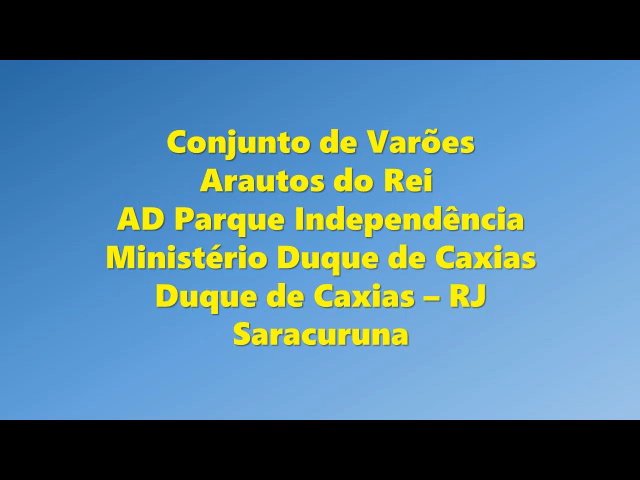 Conjunto de Varões
Arautos do Rei
AD Parque Independência
Ministério Duque de Caxias
Duque de Caxias – RJ
Saracuruna